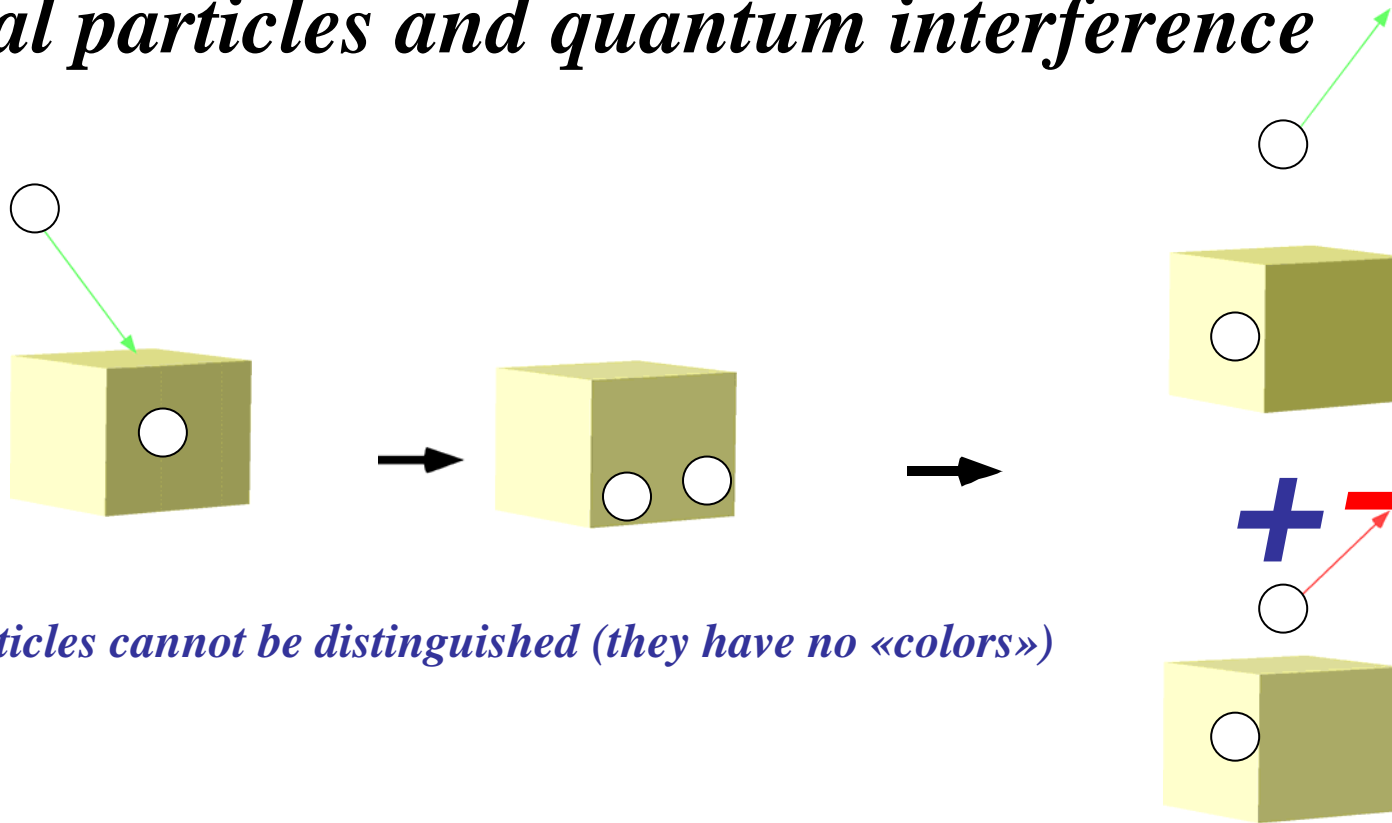 al particles and quantum interference
+ -
ticles cannot be distinguished (they have no «colors»)